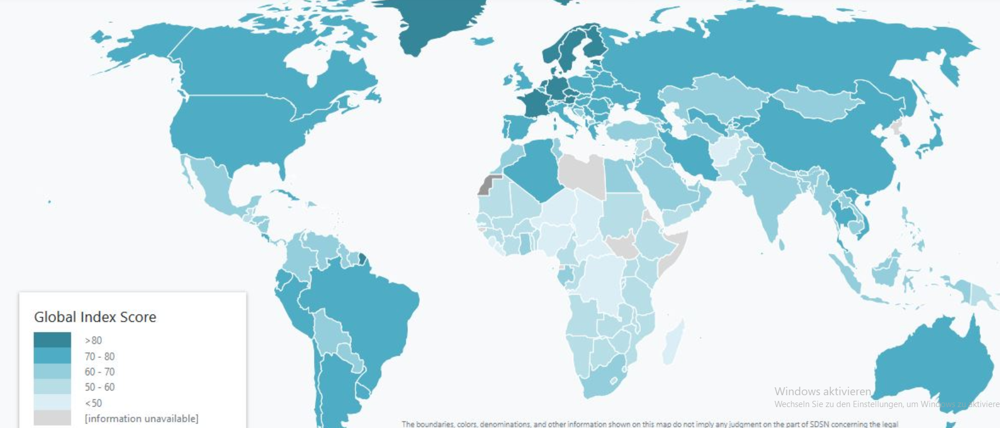 Global Index Score
>80
70 - 80
60 - 70
50 - 60
<50
[information unavailable]
Windows aktivieren
Wechseln Sie zu den Einstellungen, um Windows zu aktiviere
The boundaries, colors, denominations, and other information shown on this map do not imply any judgment on the part of SDSN concerning the legal